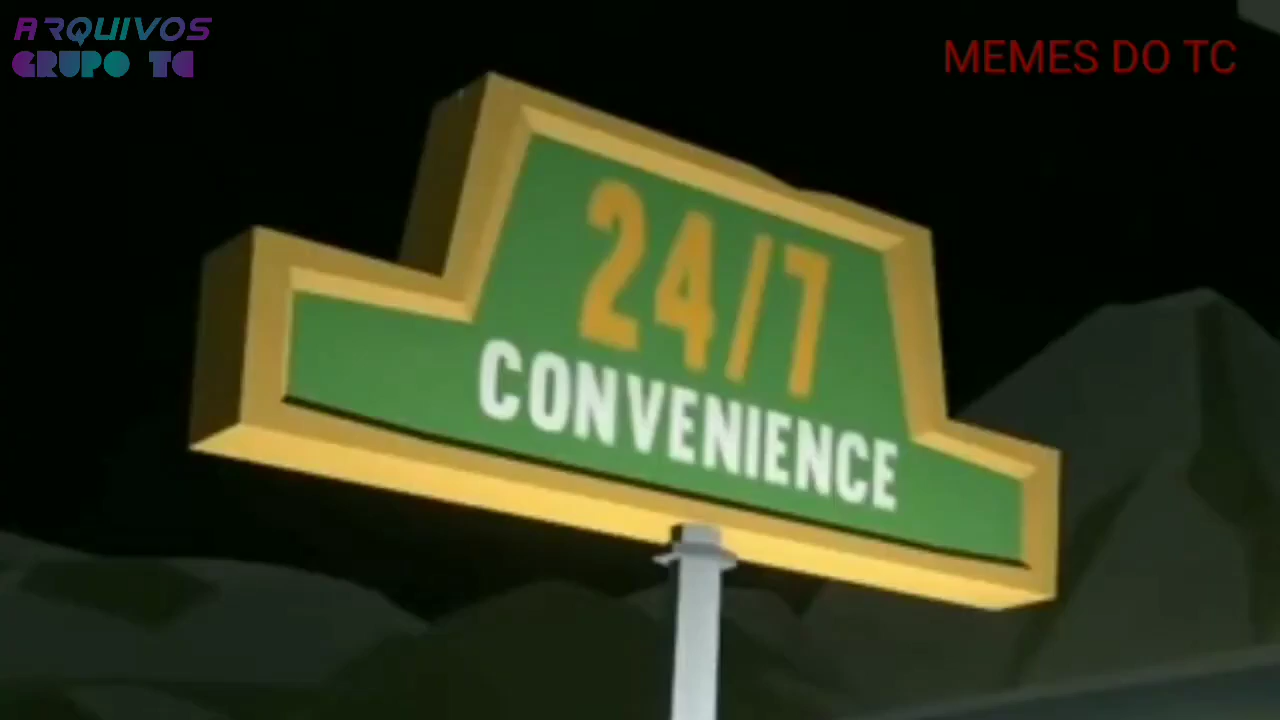 ARQUIVOS
GRUPO TC
MEMES DO TC
24/7
CONVENIENCE